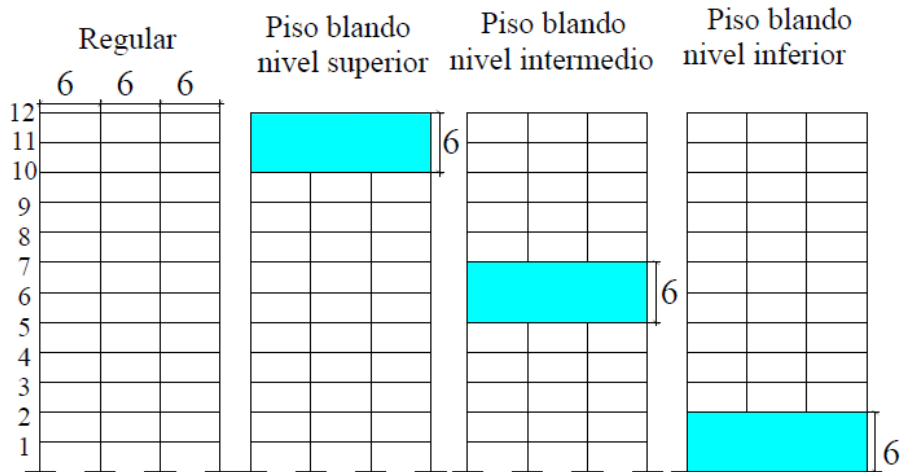 Regular
6 6 6
Piso blando
nivel superior
Piso blando
nivel intermedio
Piso blando
nivel inferior
12
11
10
9
8
7
6
5
4
3
2
1
6
6
6